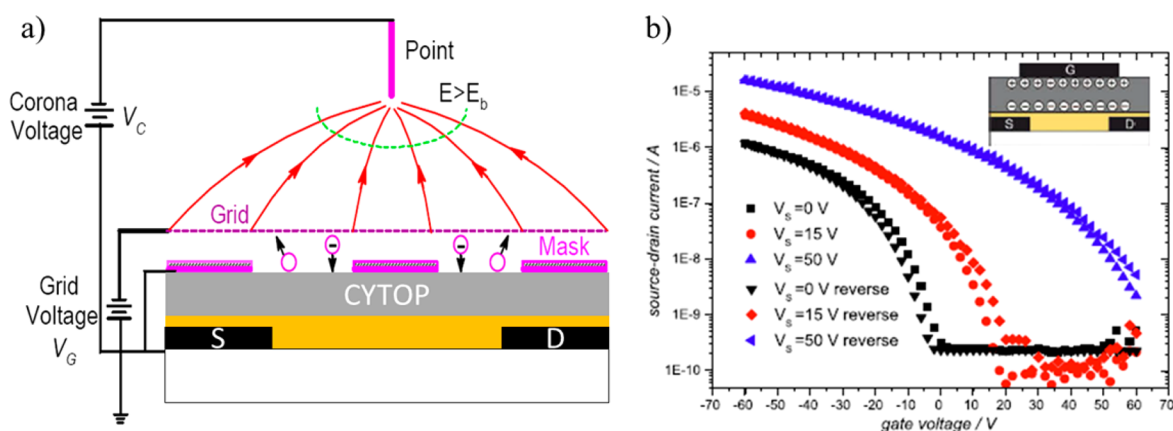 a)
Point
Corona
Voltage
V_C
E>E_b
Grid
Mask
Grid
Voltage
V_G
CYTOP
S
D
b)
source-drain current / A
1E-5
1E-6
1E-7
1E-8
1E-9
1E-10
V_S=0 V
V_S=15 V
V_S=50 V
V_S=0 V reverse
V_S=15 V reverse
V_S=50 V reverse
G
S
D
-70 -60 -50 -40 -30 -20 -10 0 10 20 30 40 50 60 70
gate voltage / V